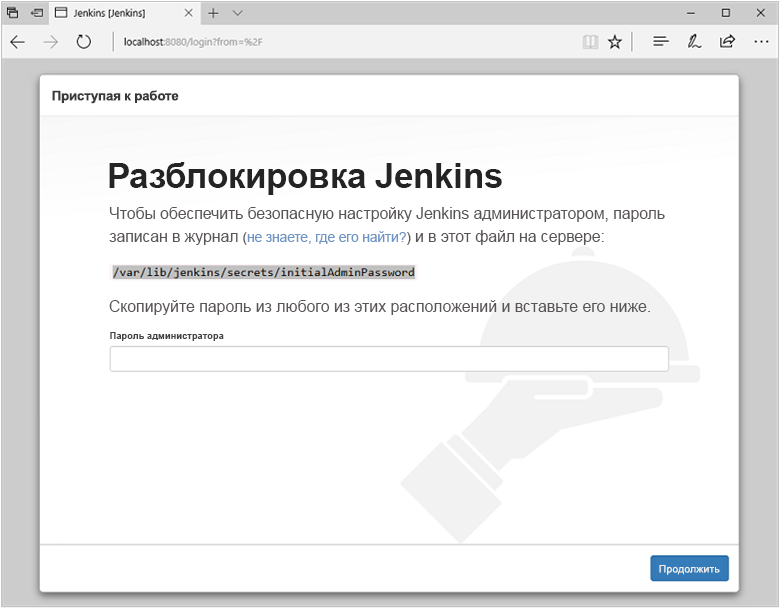 Jenkins [Jenkins]
localhost:8080/login?from=%2F
Приступая к работе
Разблокировка Jenkins
Чтобы обеспечить безопасную настройку Jenkins администратором, пароль
записан в журнал (не знаете, где его найти?) и в этот файл на сервере:
/var/lib/jenkins/secrets/initialAdminPassword
Скопируйте пароль из любого из этих расположений и вставьте его ниже.
Пароль администратора
Продолжить